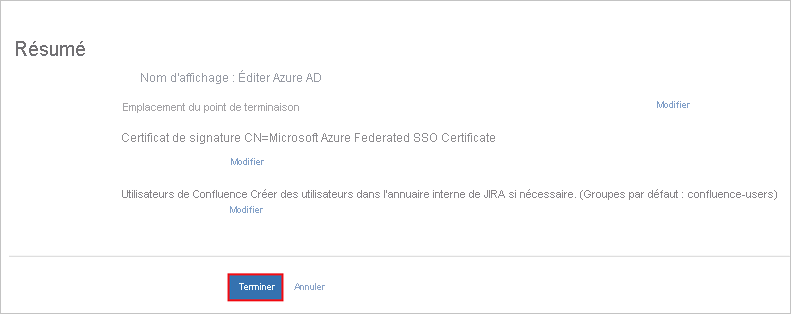 Résumé
Nom d'affichage : Éditer Azure AD
Emplacement du point de terminaison Modifier
Certificat de signature CN=Microsoft Azure Federated SSO Certificate
Modifier
Utilisateurs de Confluence Créer des utilisateurs dans l'annuaire interne de JIRA si nécessaire. (Groupes par défaut : confluence-users)
Modifier
Terminer Annuler